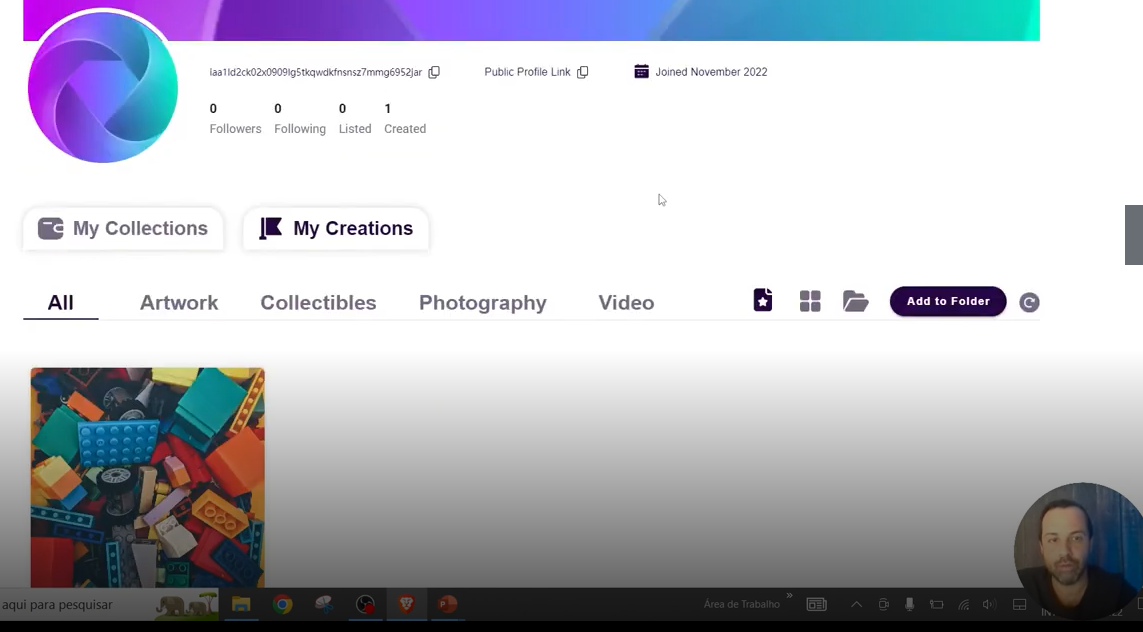 Public Profile Link
Joined November 2022
0
0
0
1
Followers
Following
Listed
Created
My Collections
My Creations
All
Artwork
Collectibles
Photography
Video
Add to Folder
aqui para pesquisar
Área de Trabalho